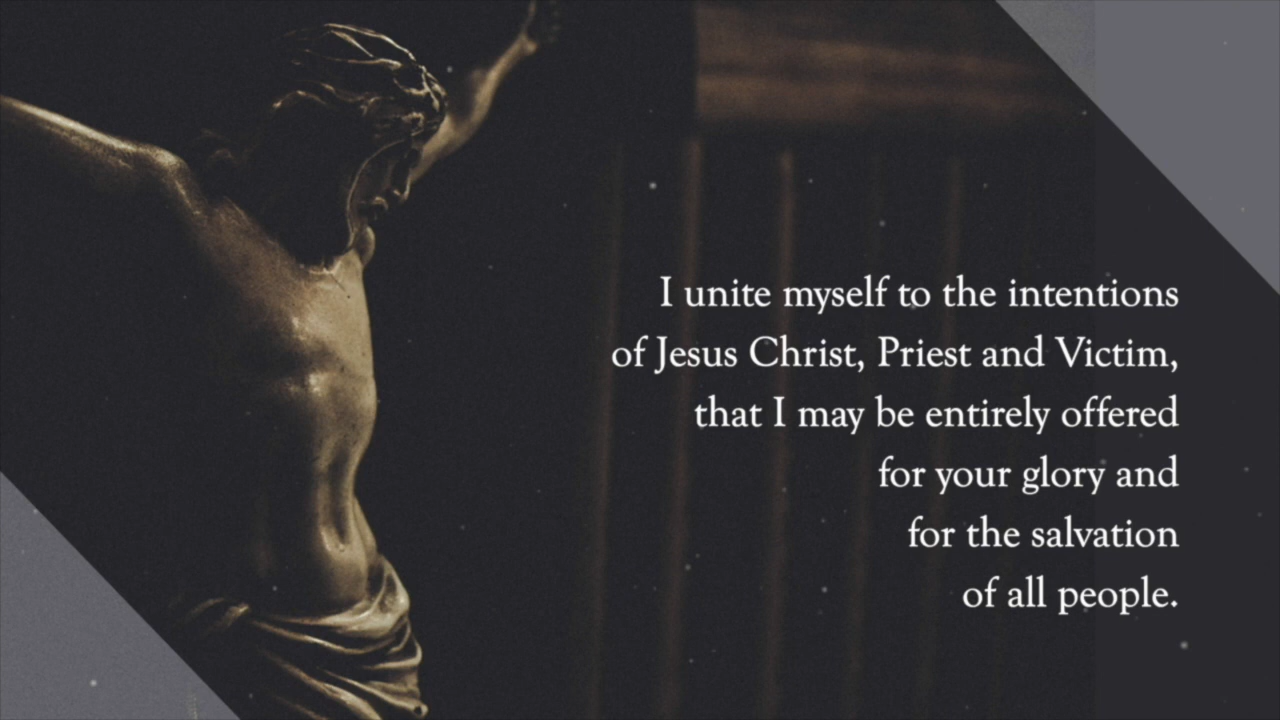 I unite myself to the intentions
of Jesus Christ, Priest and Victim,
that I may be entirely offered
for your glory and
for the salvation
of all people.